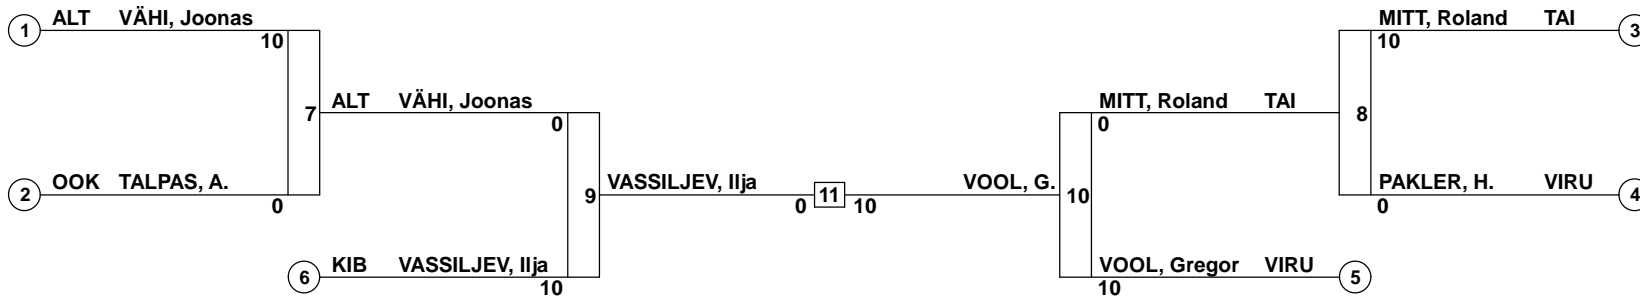 1 ALT VÄHI, Joonas MITT, Roland TAI 3
10 10
7 ALT VÄHI, Joonas MITT, Roland TAI 8
0 0
2 OOK TALPAS, A. 9 VASSILJEV, Ilja 0 11 10 VOOL, G. 10 PAKLER, H. VIRU 4
0 0
6 KIB VASSILJEV, Ilja VOOL, Gregor VIRU 5
10 10